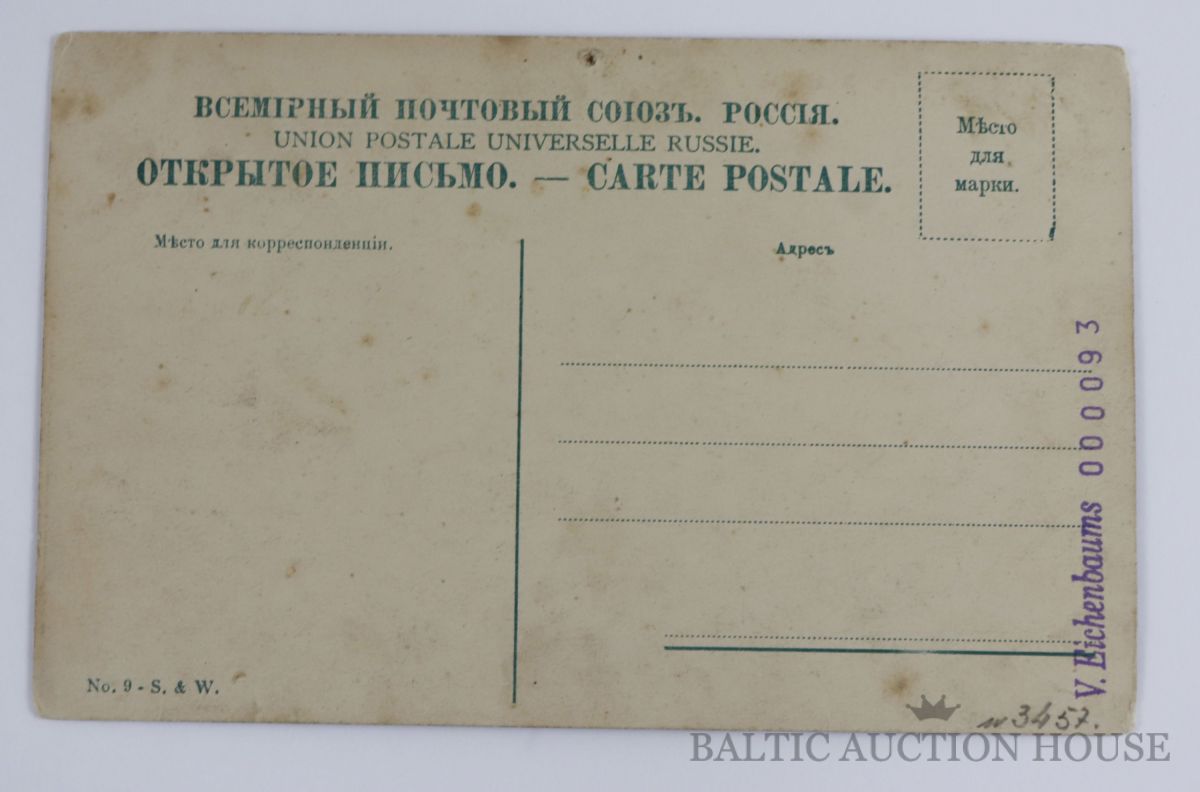 ВСЕМІРНЫЙ ПОЧТОВЫЙ СОЮЗЪ. РОССІЯ.
UNION POSTALE UNIVERSELLE RUSSIE.
ОТКРЫТОЕ ПИСЬМО. — CARTE POSTALE.
Мѣсто
для
марки.
Мѣсто для корреспонденціи.
Адресъ
V. Eichenbaums 000093
No. 9 - S. & W.
3457.
BALTIC AUCTION HOUSE